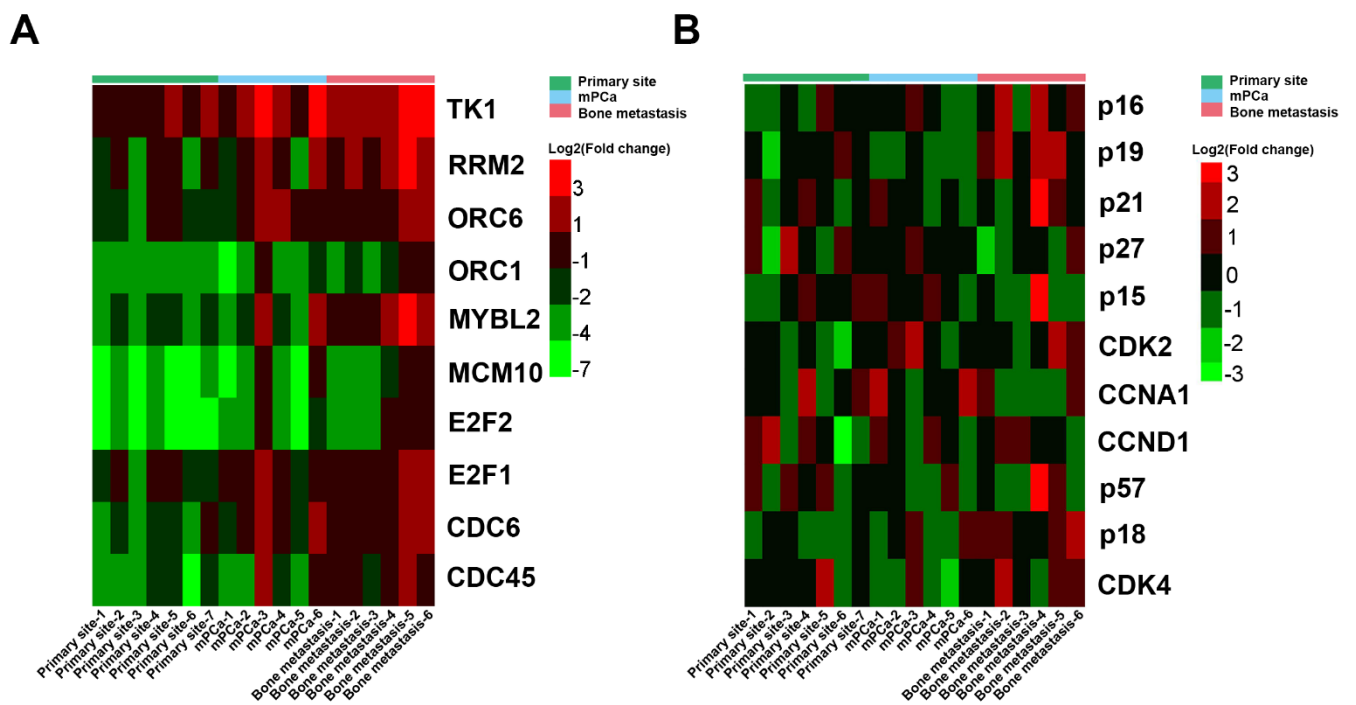 A
Primary site
mPCa
Bone metastasis
Log2(Fold change)
3
1
-1
-2
-4
-7
TK1
RRM2
ORC6
ORC1
MYBL2
MCM10
E2F2
E2F1
CDC6
CDC45
Primary site-1
Primary site-2
Primary site-3
Primary site-4
Primary site-5
Primary site-6
Primary site-7
mPCa-1
mPCa-2
mPCa-3
mPCa-4
mPCa-5
mPCa-6
Bone metastasis-1
Bone metastasis-2
Bone metastasis-3
Bone metastasis-4
Bone metastasis-5
Bone metastasis-6
B
Primary site
mPCa
Bone metastasis
Log2(Fold change)
3
2
1
0
-1
-2
-3
p16
p19
p21
p27
p15
CDK2
CCNA1
CCND1
p57
p18
CDK4
Primary site-1
Primary site-2
Primary site-3
Primary site-4
Primary site-5
Primary site-6
Primary site-7
mPCa-1
mPCa-2
mPCa-3
mPCa-4
mPCa-5
mPCa-6
Bone metastasis-1
Bone metastasis-2
Bone metastasis-3
Bone metastasis-4
Bone metastasis-5
Bone metastasis-6